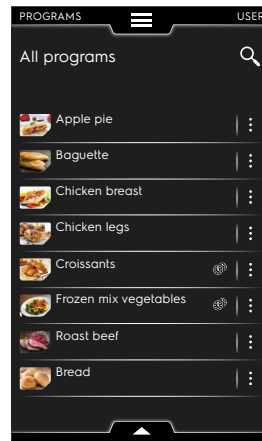 PROGRAMS
USER
All programs
Apple pie
Baguette
Chicken breast
Chicken legs
Croissants
Frozen mix vegetables
Roast beef
Bread